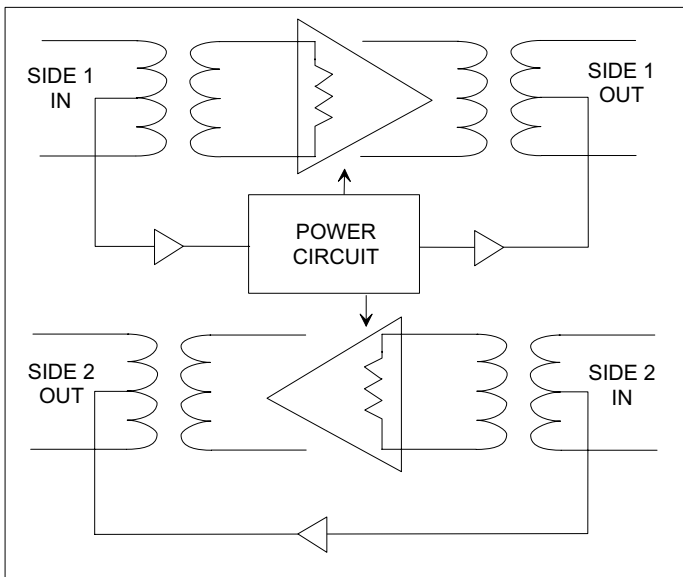 SIDE 1
IN
SIDE 1
OUT
POWER
CIRCUIT
SIDE 2
OUT
SIDE 2
IN